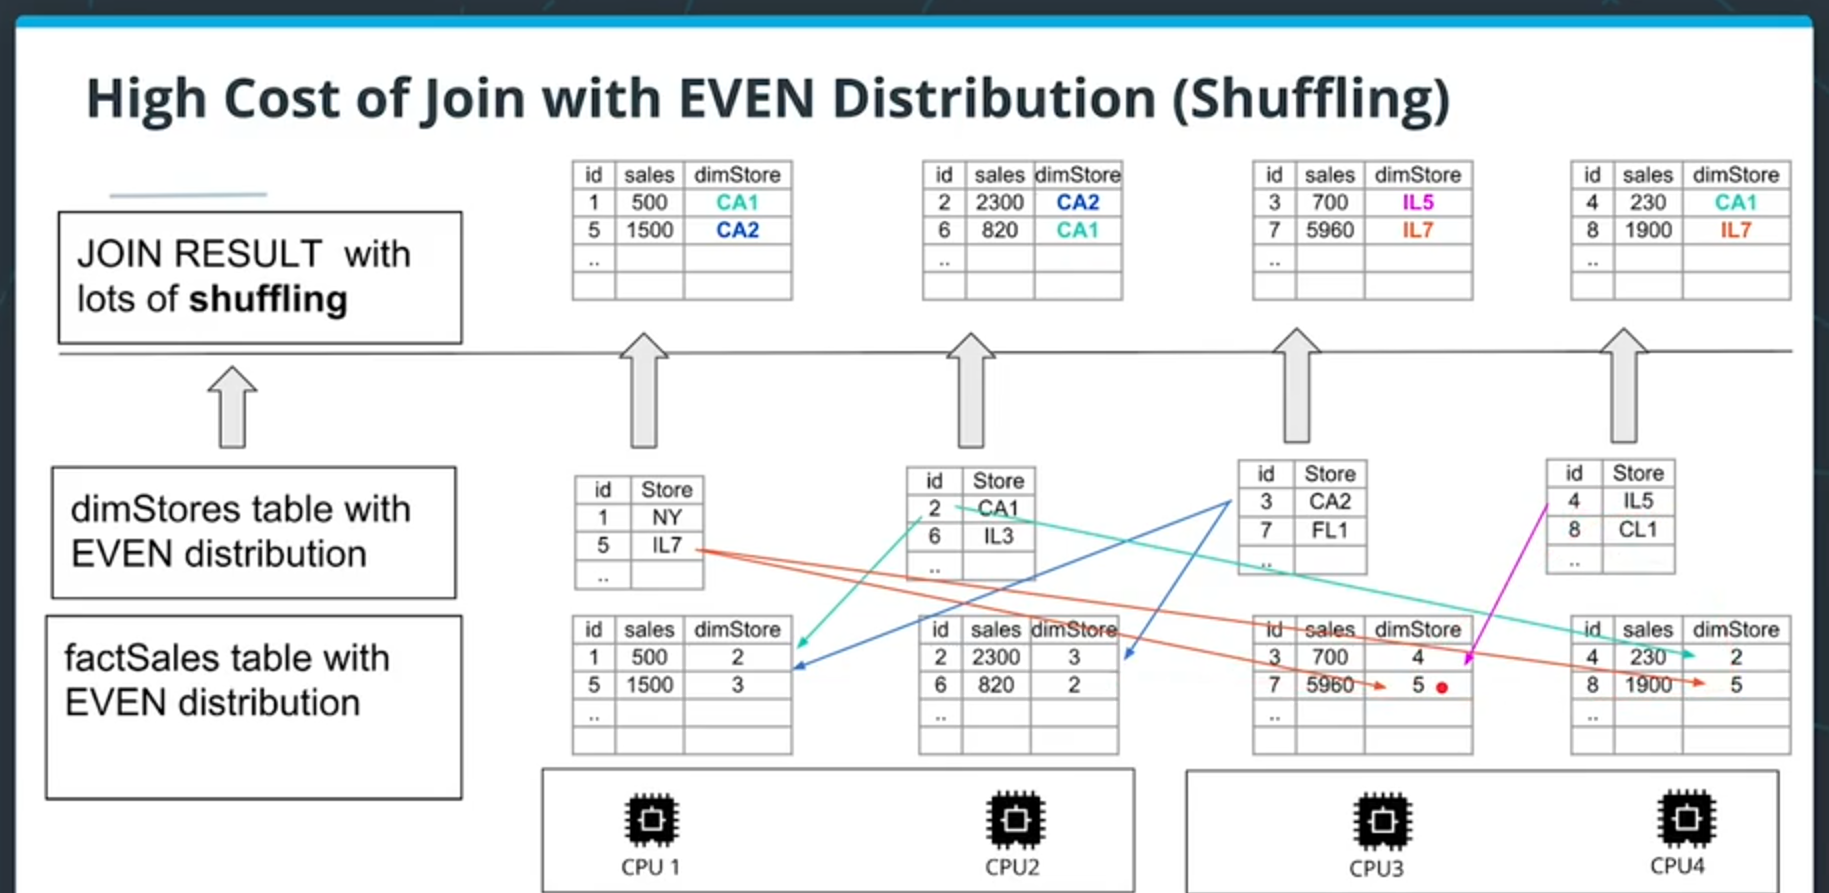 High Cost of Join with EVEN Distribution (Shuffling)
JOIN RESULT with
lots of shuffling
id sales dimStore
1 500 CA1
5 1500 CA2
..
id sales dimStore
2 2300 CA2
6 820 CA1
..
id sales dimStore
3 700 IL5
7 5960 IL7
..
id sales dimStore
4 230 CA1
8 1900 IL7
..
dimStores table with
EVEN distribution
id Store
1 NY
5 IL7
..
id Store
2 CA1
6 IL3
..
id Store
3 CA2
7 FL1
..
id Store
4 IL5
8 CL1
..
factSales table with
EVEN distribution
id sales dimStore
1 500 2
5 1500 3
..
id sales dimStore
2 2300 3
6 820 2
..
id sales dimStore
3 700 4
7 5960 5
..
id sales dimStore
4 230 2
8 1900 5
..
CPU 1
CPU2
CPU3
CPU4